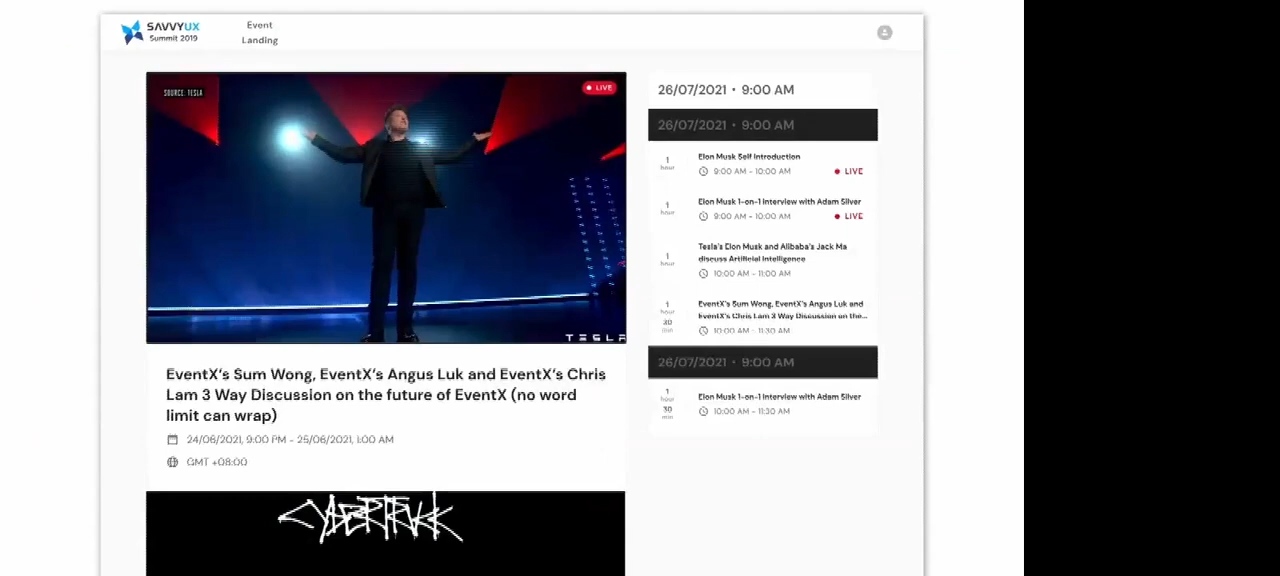 SAVVYUX
Summit 2019
Event
Landing
SOURCE: TESLA
LIVE
TESLA
EventX's Sum Wong, EventX's Angus Luk and EventX's Chris
Lam 3 Way Discussion on the future of EventX (no word
limit can wrap)
24/06/2021, 9:00 PM - 25/06/2021, 1:00 AM
GMT +08:00
CYBERTRUCK
26/07/2021 • 9:00 AM
26/07/2021 • 9:00 AM
1
hour
Elon Musk Self Introduction
9:00 AM - 10:00 AM
LIVE
1
hour
Elon Musk 1-on-1 Interview with Adam Silver
9:00 AM - 10:00 AM
LIVE
1
hour
Tesla's Elon Musk and Alibaba's Jack Ma
discuss Artificial Intelligence
10:00 AM - 11:00 AM
1
hour
30
min
EventX's Sum Wong, EventX's Angus Luk and
EventX's Chris Lam 3 Way Discussion on the...
10:00 AM - 11:30 AM
26/07/2021 • 9:00 AM
1
hour
30
min
Elon Musk 1-on-1 Interview with Adam Silver
10:00 AM - 11:30 AM